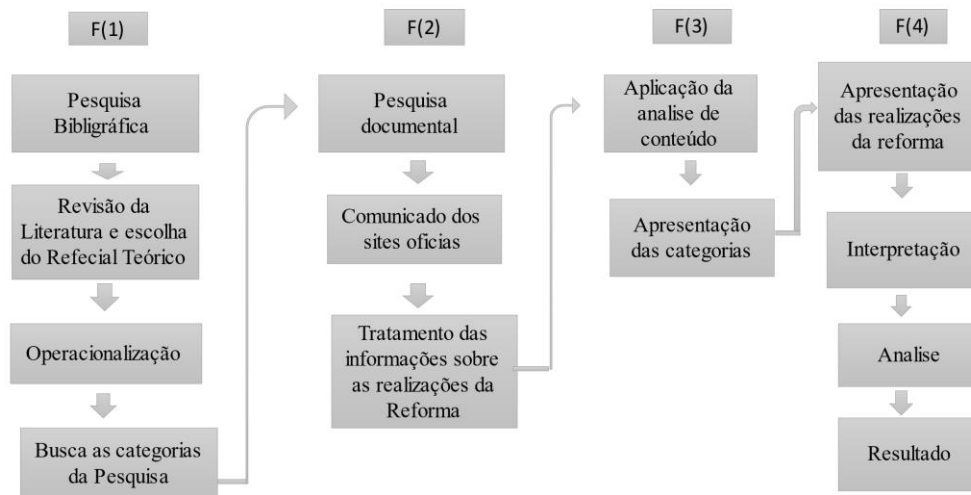 F(1)
Pesquisa
Bibligráfica
Revisão da
Literatura e escolha
do Refecial Teórico
Operacionalização
Busca as categorias
da Pesquisa
F(2)
Pesquisa
documental
Comunicado dos
sites oficias
Tratamento das
informações sobre
as realizações da
Reforma
F(3)
Aplicação da
analise de
conteúdo
Apresentação
das categorias
F(4)
Apresentação
das realizações
da reforma
Interpretação
Analise
Resultado